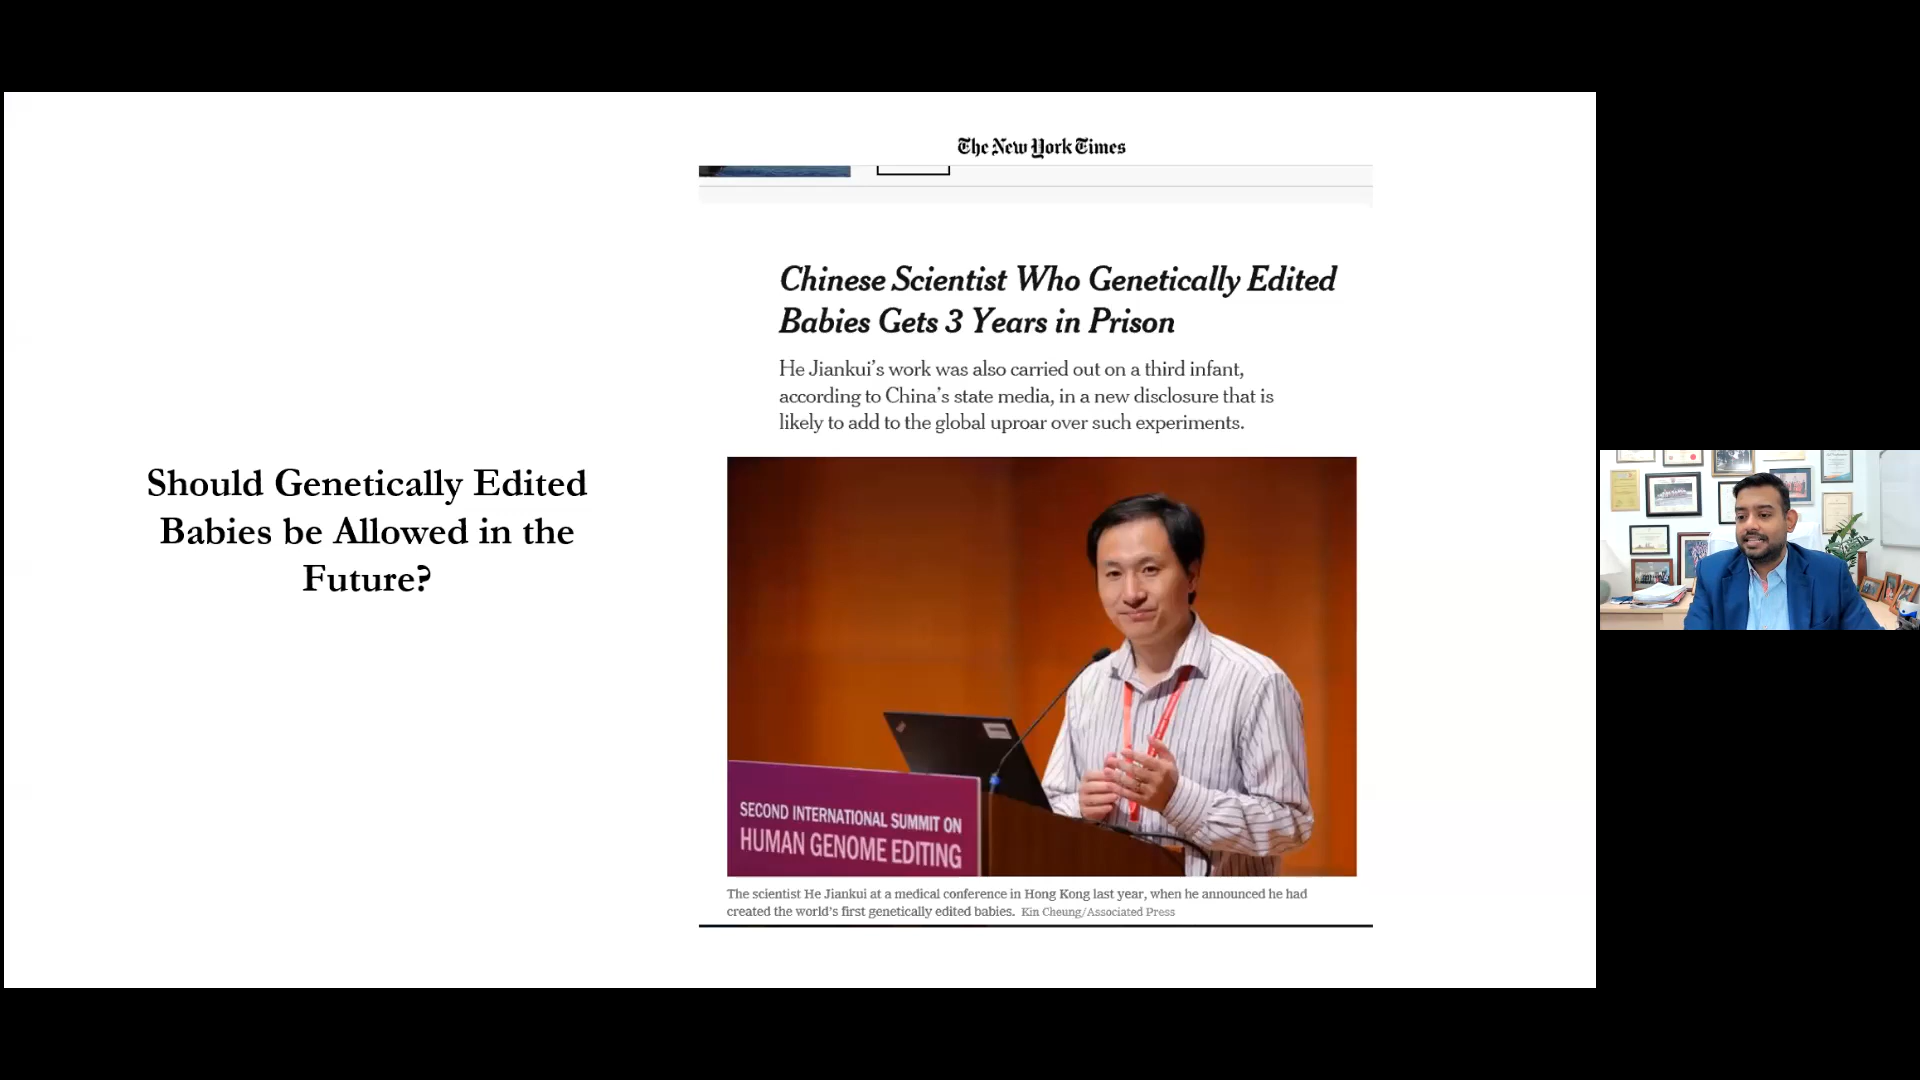 Should Genetically Edited
Babies be Allowed in the
Future?
The New York Times
Chinese Scientist Who Genetically Edited
Babies Gets 3 Years in Prison
He Jiankui's work was also carried out on a third infant,
according to China's state media, in a new disclosure that is
likely to add to the global uproar over such experiments.
SECOND INTERNATIONAL SUMMIT ON
HUMAN GENOME EDITING
The scientist He Jiankui at a medical conference in Hong Kong last year, when he announced he had
created the world's first genetically edited babies. Kin Cheung/Associated Press